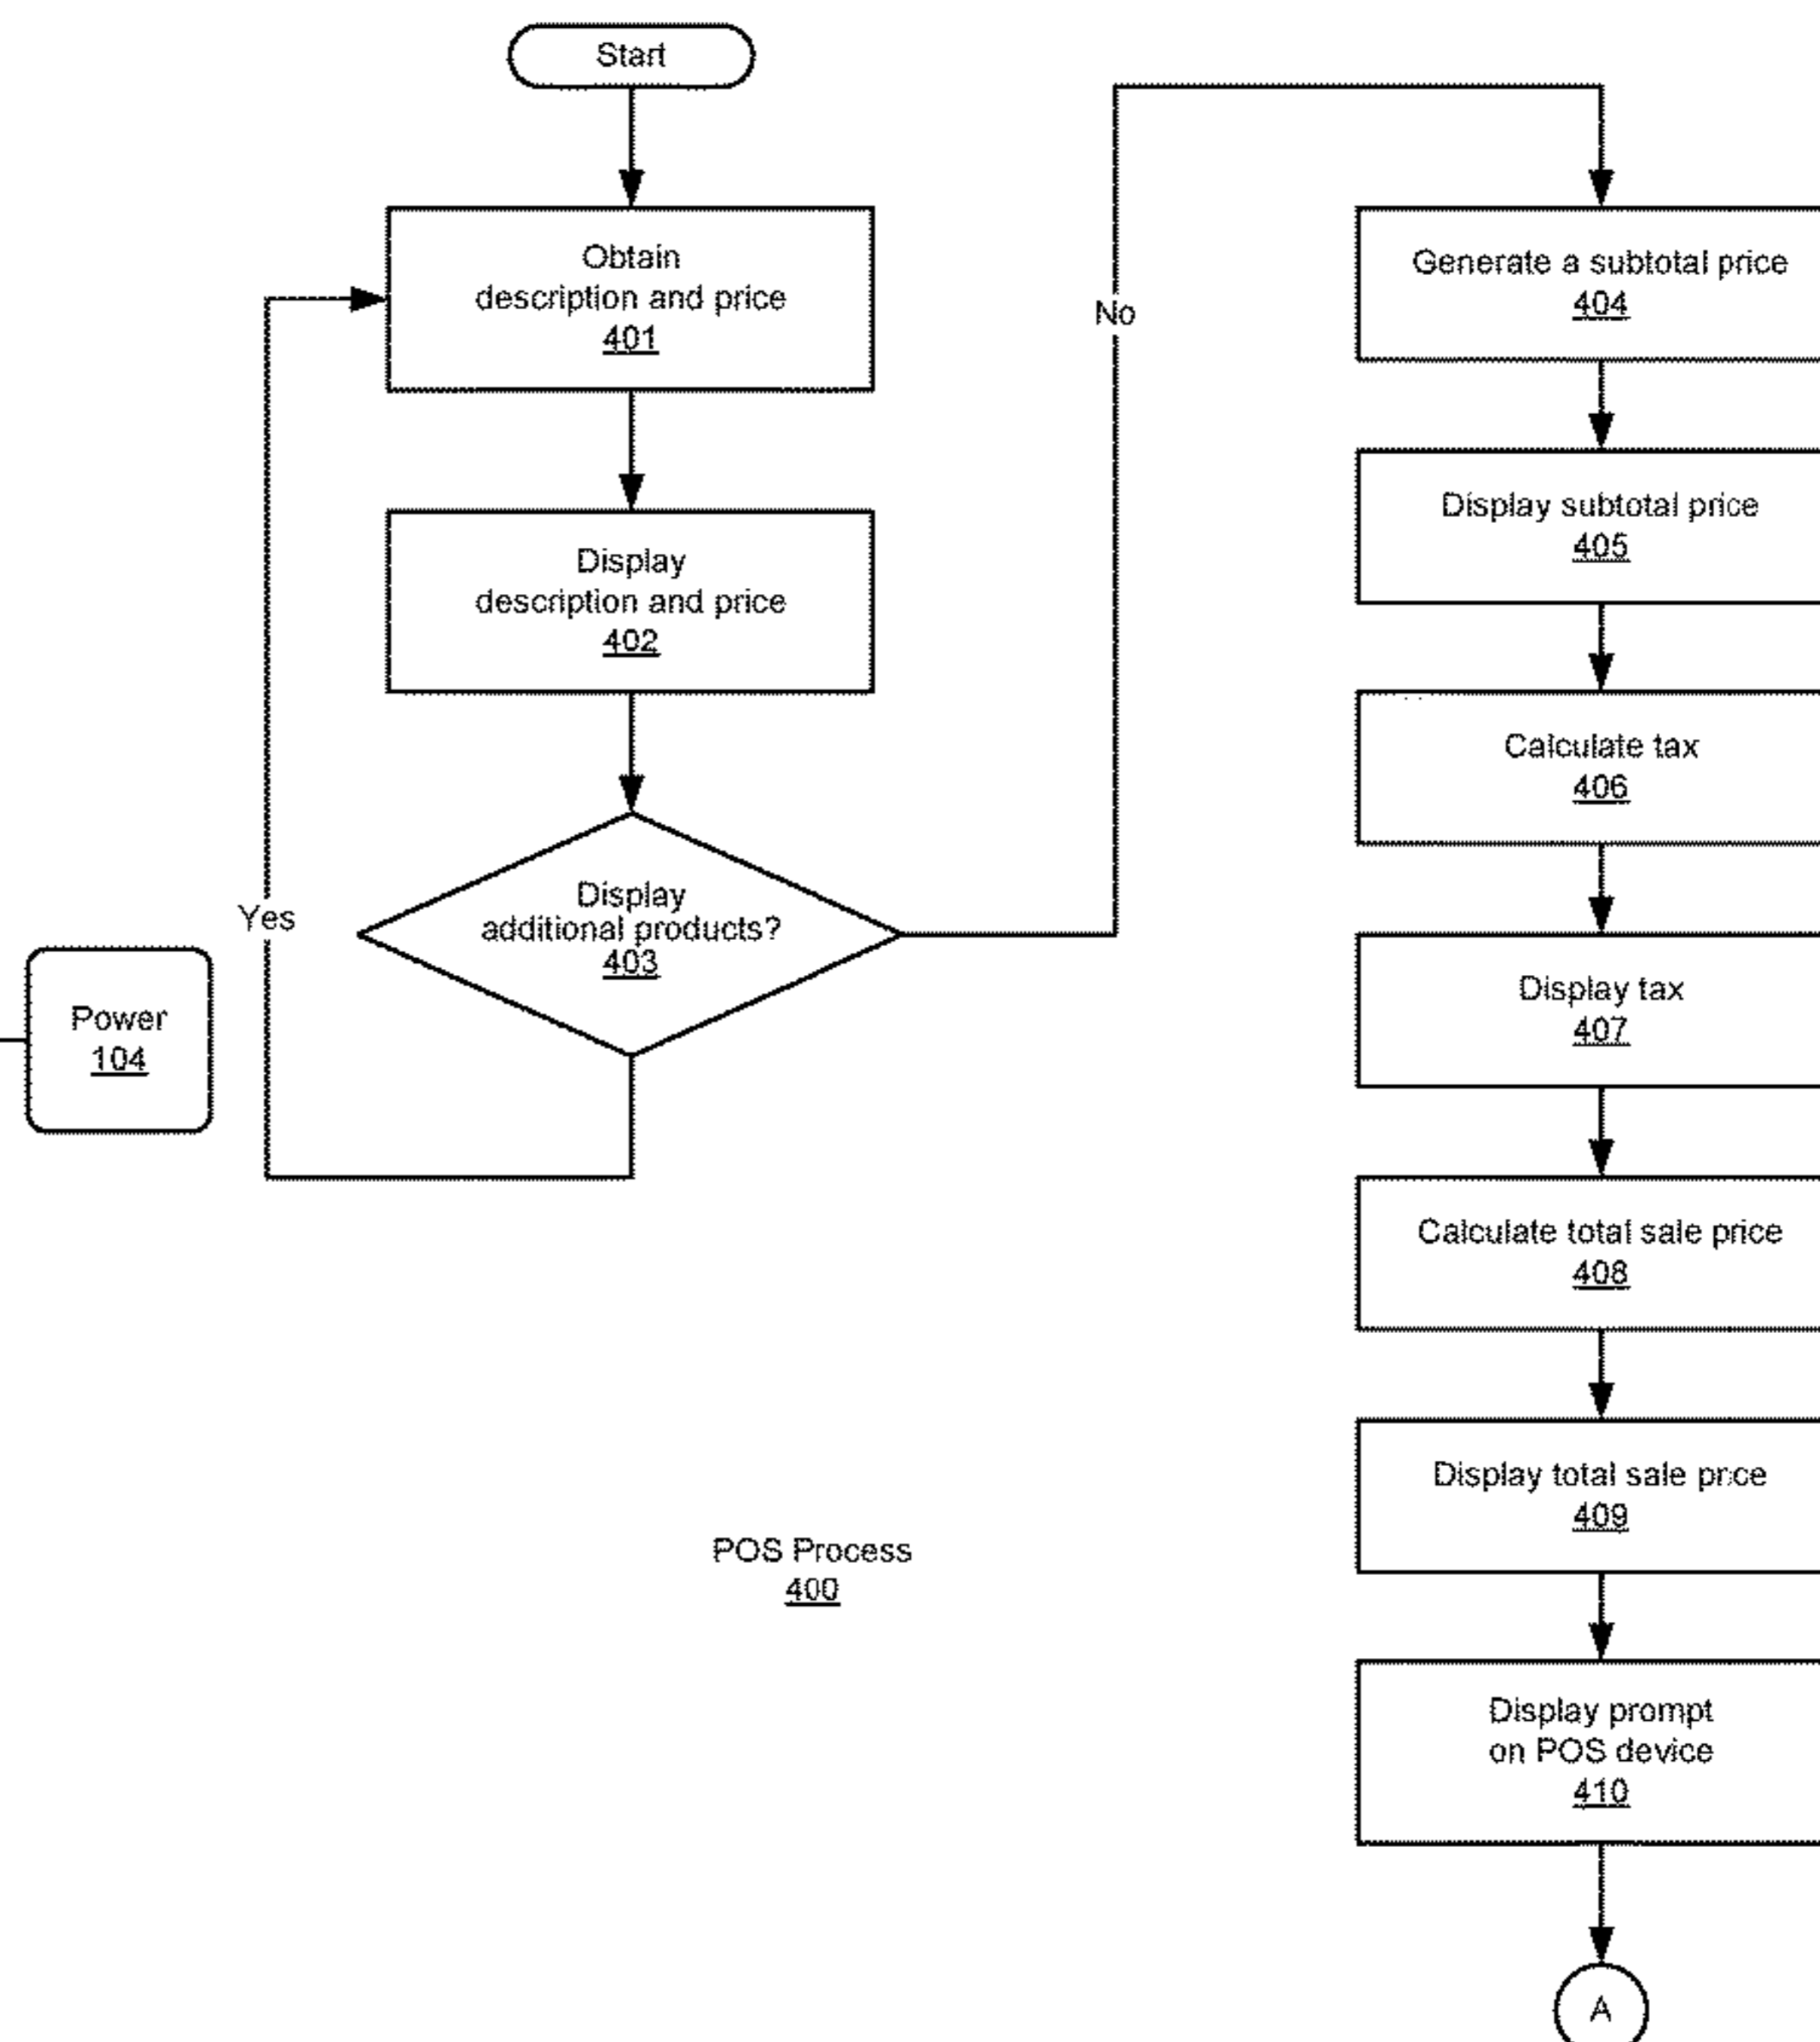 Start
Obtain
description and price
401
Display
description and price
402
Display
additional products?
403
Yes
No
Power
104
POS Process
400
Generate a subtotal price
404
Display subtotal price
405
Calculate tax
406
Display tax
407
Calculate total sale price
408
Display total sale price
409
Display prompt
on POS device
410
A